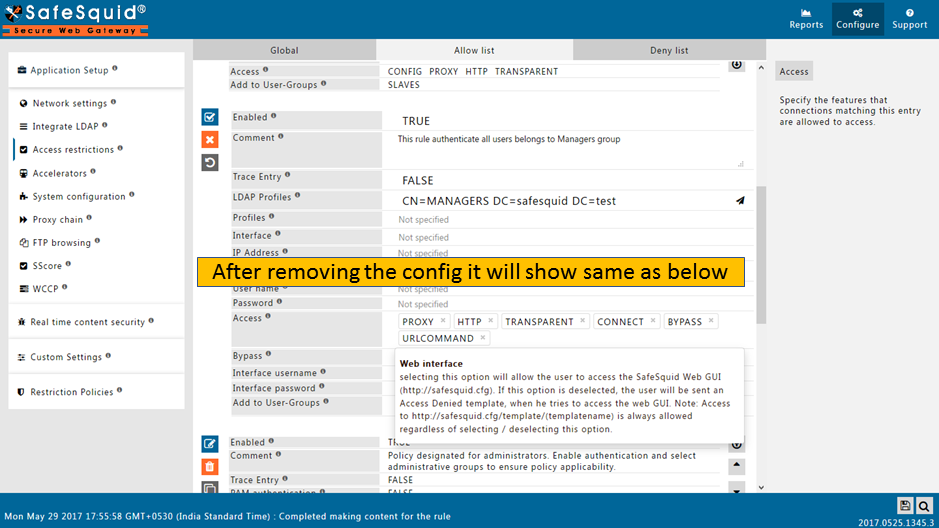 SafeSquid®
Secure Web Gateway
Reports
Configure
Support
Global
Allow list
Deny list
Application Setup
Network settings
Integrate LDAP
Access restrictions
Accelerators
System configuration
Proxy chain
FTP browsing
SScore
WCCP
Real time content security
Custom Settings
Restriction Policies
Access CONFIG PROXY HTTP TRANSPARENT
Add to User-Groups SLAVES
Enabled TRUE
Comment This rule authenticate all users belongs to Managers group
Trace Entry FALSE
LDAP Profiles CN=MANAGERS DC=safesquid DC=test
Profiles Not specified
Interface Not specified
IP Address Not specified
After removing the config it will show same as below
User name Not specified
Password Not specified
Access PROXY × HTTP × TRANSPARENT × CONNECT × BYPASS ×
URLCOMMAND ×
Bypass
Interface username
Interface password
Add to User-Groups
Web interface
selecting this option will allow the user to access the SafeSquid Web GUI
(http://safesquid.cfg). If this option is deselected, the user will be sent an
Access Denied template, when he tries to access the web GUI. Note: Access
to http://safesquid.cfg/template/(templatename) is always allowed
regardless of selecting / deselecting this option.
Enabled TRUE
Comment Policy designated for administrators. Enable authentication and select
administrative groups to ensure policy applicability.
Trace Entry FALSE
PAM authentication FALSE
Access
Specify the features that
connections matching this entry
are allowed to access.
Mon May 29 2017 17:55:58 GMT+0530 (India Standard Time) : Completed making content for the rule
2017.0525.1345.3